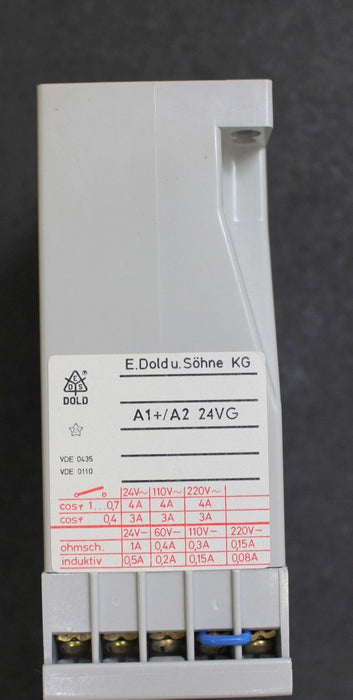 E.Dold u. Söhne KG
E D S ®
DOLD
A1+/A2 24VG
VDE 0435
VDE 0110
24V~ 110V~ 220V~
cosφ 1...0,7 4A 4A 4A
cosφ 0,4 3A 3A 3A
24V- 60V- 110V- 220V-
ohmsch. 1A 0,4A 0,3A 0,15A
induktiv 0,5A 0,2A 0,15A 0,08A